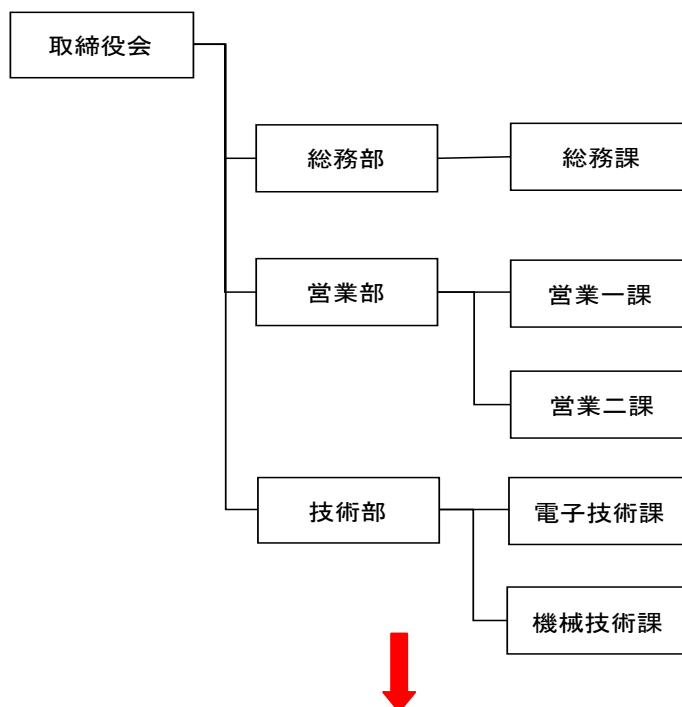 取締役会
総務部
総務課
営業部
営業一課
営業二課
技術部
電子技術課
機械技術課